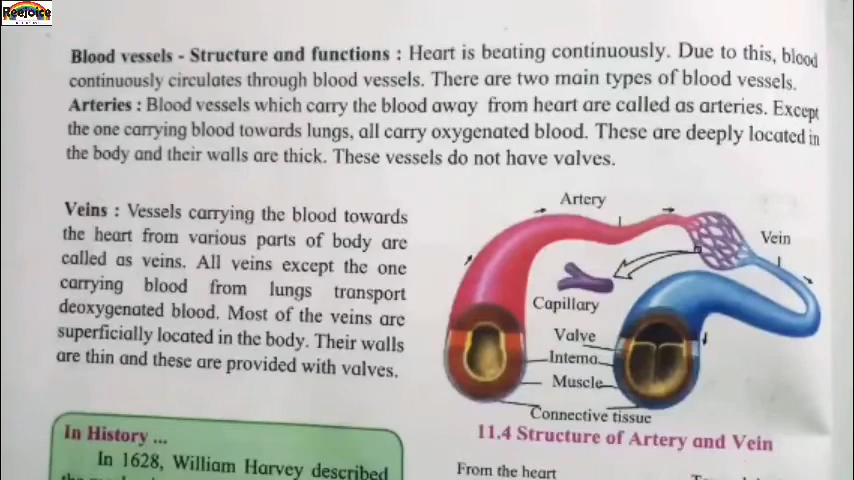 Reejoice
Blood vessels - Structure and functions : Heart is beating continuously. Due to this, blood
continuously circulates through blood vessels. There are two main types of blood vessels.
Arteries : Blood vessels which carry the blood away from heart are called as arteries. Except
the one carrying blood towards lungs, all carry oxygenated blood. These are deeply located in
the body and their walls are thick. These vessels do not have valves.
Veins : Vessels carrying the blood towards
the heart from various parts of body are
called as veins. All veins except the one
carrying blood from lungs transport
deoxygenated blood. Most of the veins are
superficially located in the body. Their walls
are thin and these are provided with valves.
Artery
Vein
Capillary
Valve
Intema
Muscle
Connective tissue
11.4 Structure of Artery and Vein
In History ...
In 1628, William Harvey described
From the heart